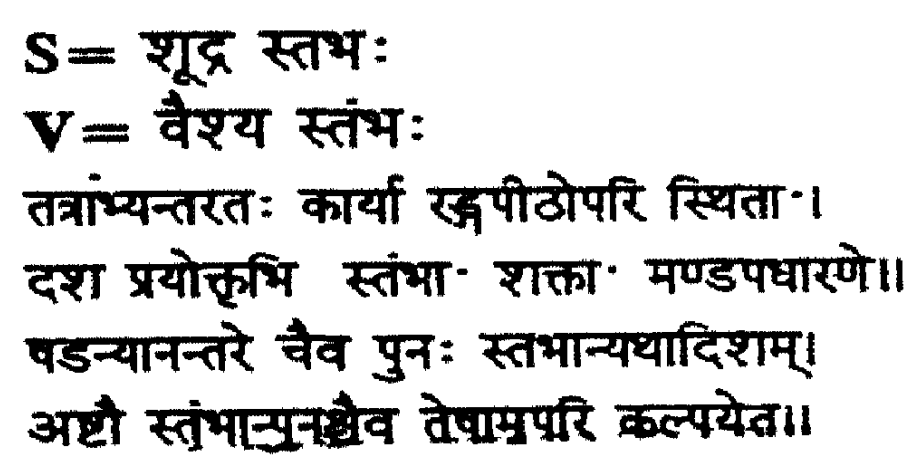 S= शूद्र स्तभः
V= वैश्य स्तंभः
तत्रांभ्यन्तरतः कार्या रङ्गपीठोपरि स्थिता·।
दश प्रयोक्तृभि स्तंभा· शक्ता· मण्डपधारणे॥
षडन्यानन्तरे चैव पुनः स्तभान्यथादिशम्।
अष्टौ स्तंभान्पुनश्चैव तेषामुपरि कल्पयेत॥